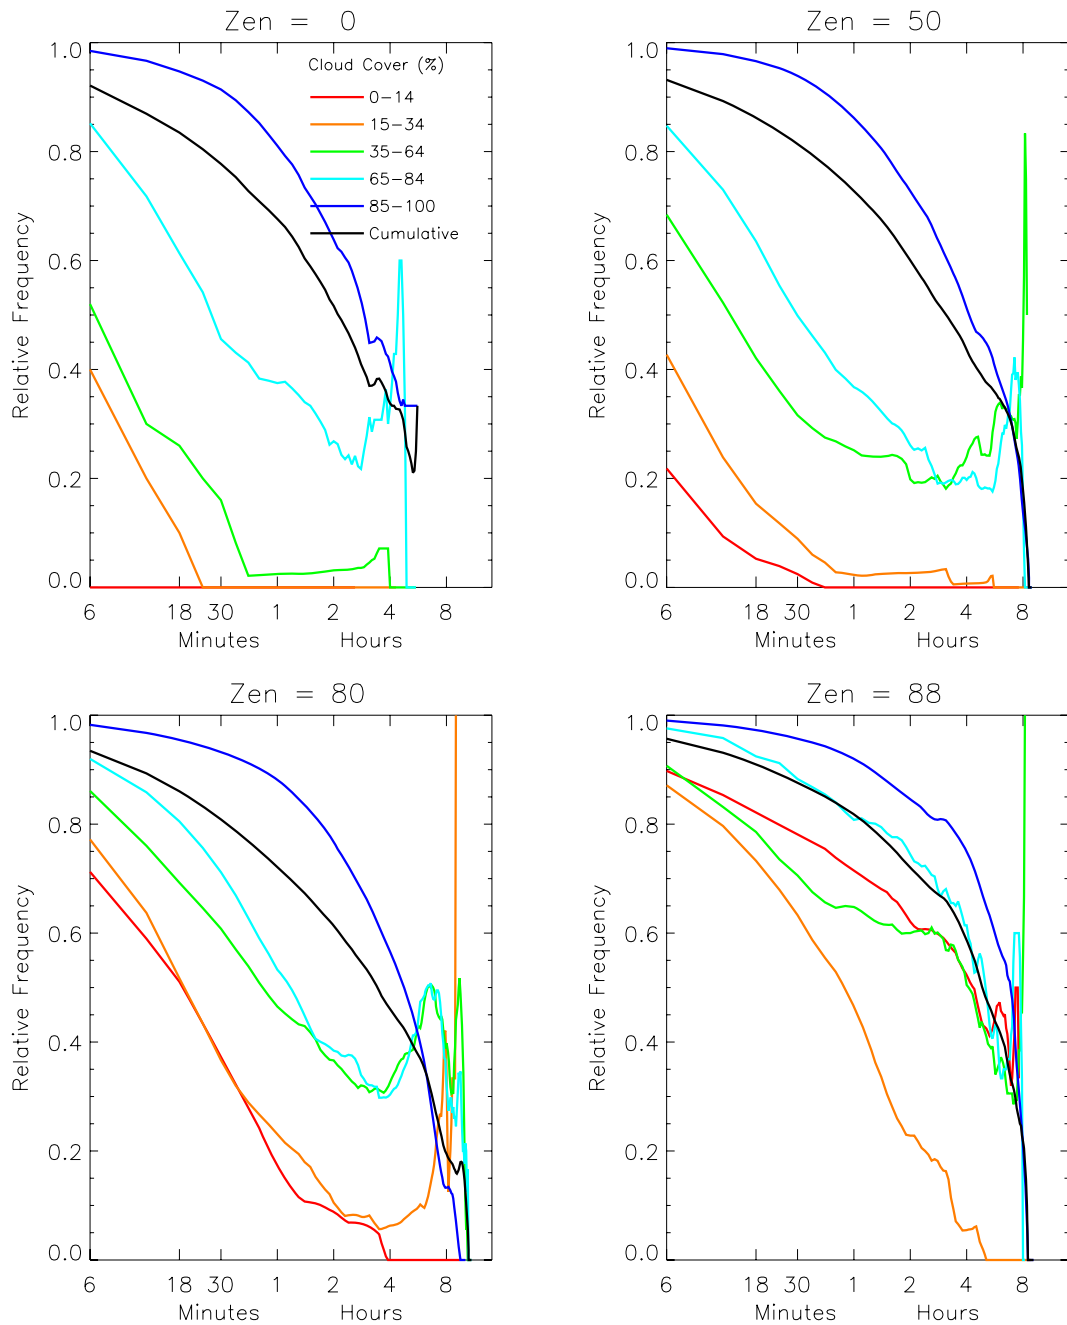 Zen = 0
1.0
0.8
0.6
0.4
0.2
0.0
Relative Frequency
Cloud Cover (%)
0-14
15-34
35-64
65-84
85-100
Cumulative
6 18 30 1 2 4 8
Minutes Hours
Zen = 50
1.0
0.8
0.6
0.4
0.2
0.0
Relative Frequency
6 18 30 1 2 4 8
Minutes Hours
Zen = 80
1.0
0.8
0.6
0.4
0.2
0.0
Relative Frequency
6 18 30 1 2 4 8
Minutes Hours
Zen = 88
1.0
0.8
0.6
0.4
0.2
0.0
Relative Frequency
6 18 30 1 2 4 8
Minutes Hours